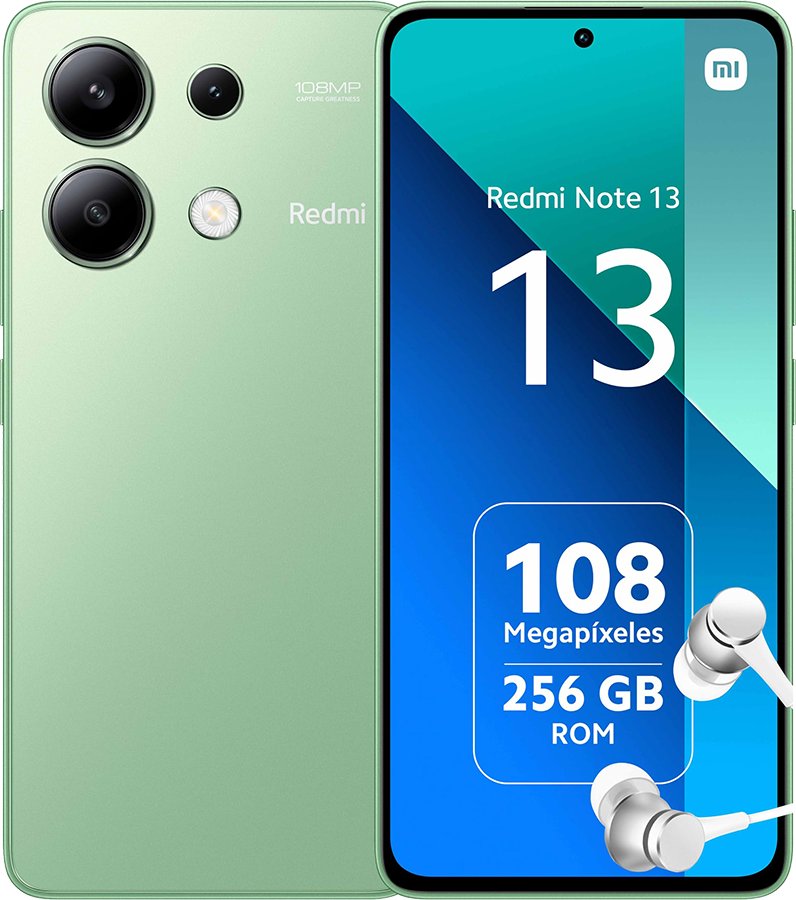 108MP
CAPTURE GREATNESS
Redmi
mi
Redmi Note 13
13
108
Megapíxeles
256 GB
ROM